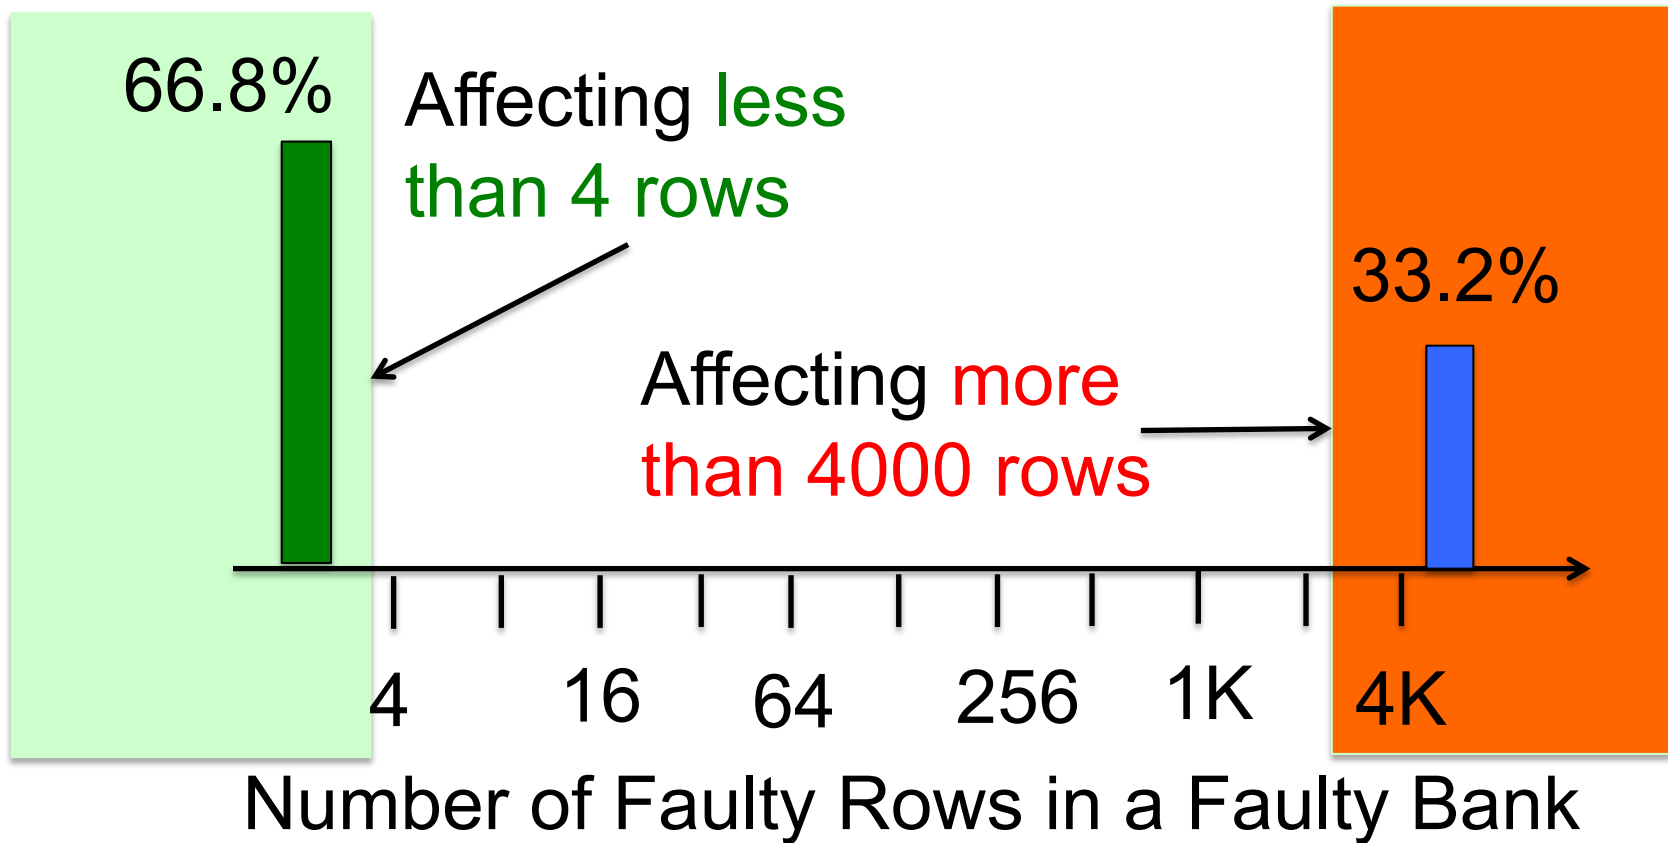 66.8%
Affecting less
than 4 rows
33.2%
Affecting more
than 4000 rows
4 16 64 256 1K 4K
Number of Faulty Rows in a Faulty Bank